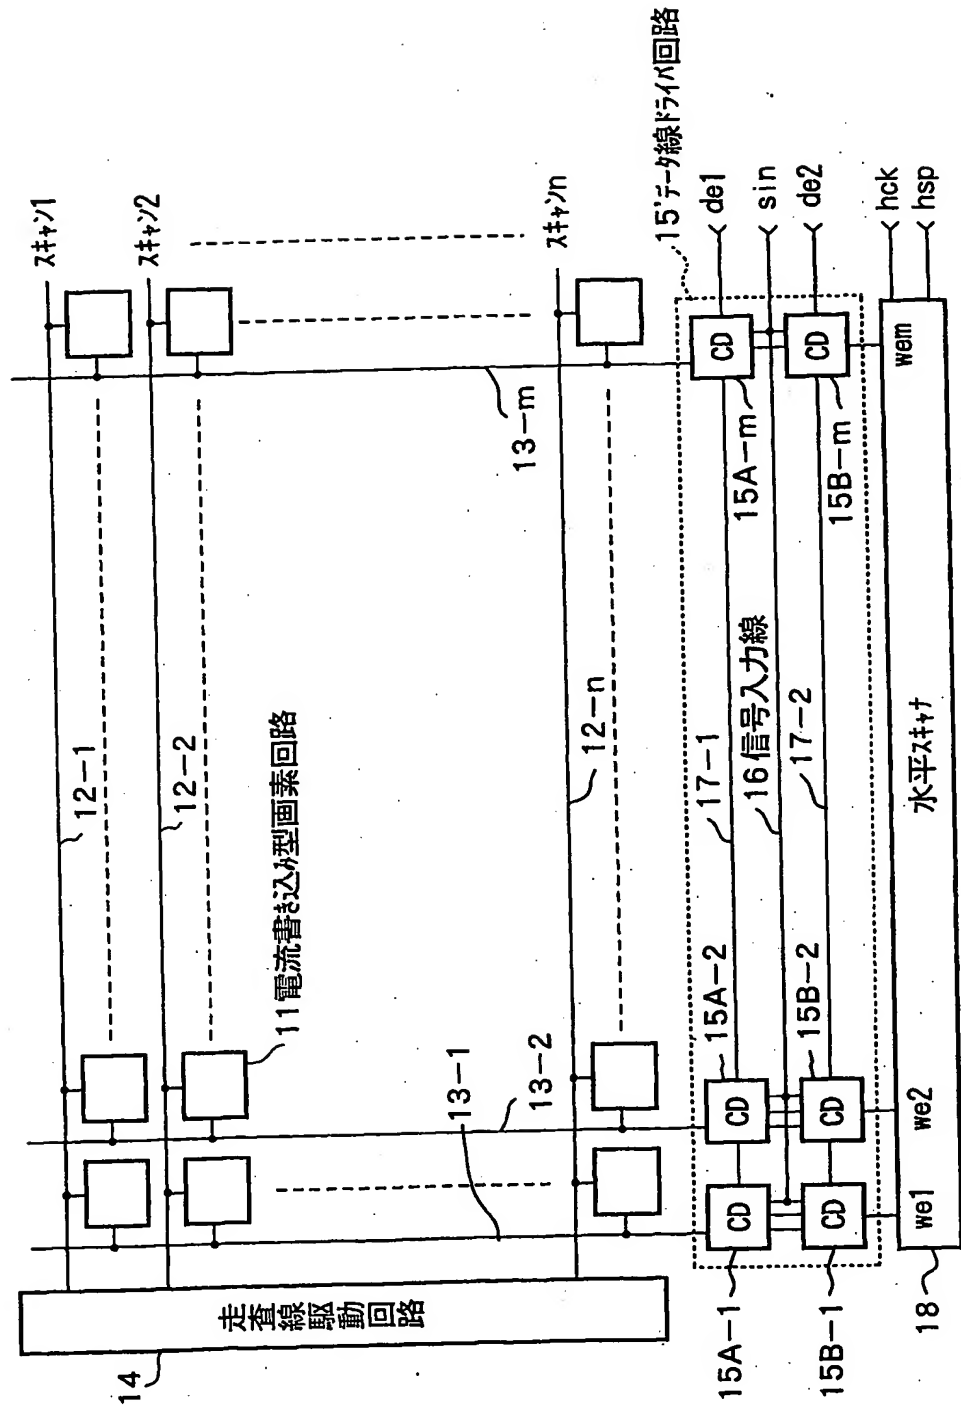 スキャン1
スキャン2
スキャンn
12-1
12-2
12-n
11電流書き込み型画素回路
13-1
13-2
13-m
14
走査線駆動回路
15'データ線ドライバ回路
de1
sin
de2
hck
hsp
CD
CD
CD
CD
CD
CD
15A-1
15A-2
15A-m
15B-1
15B-2
15B-m
17-1
16信号入力線
17-2
we1
we2
wem
水平スキャナ
18